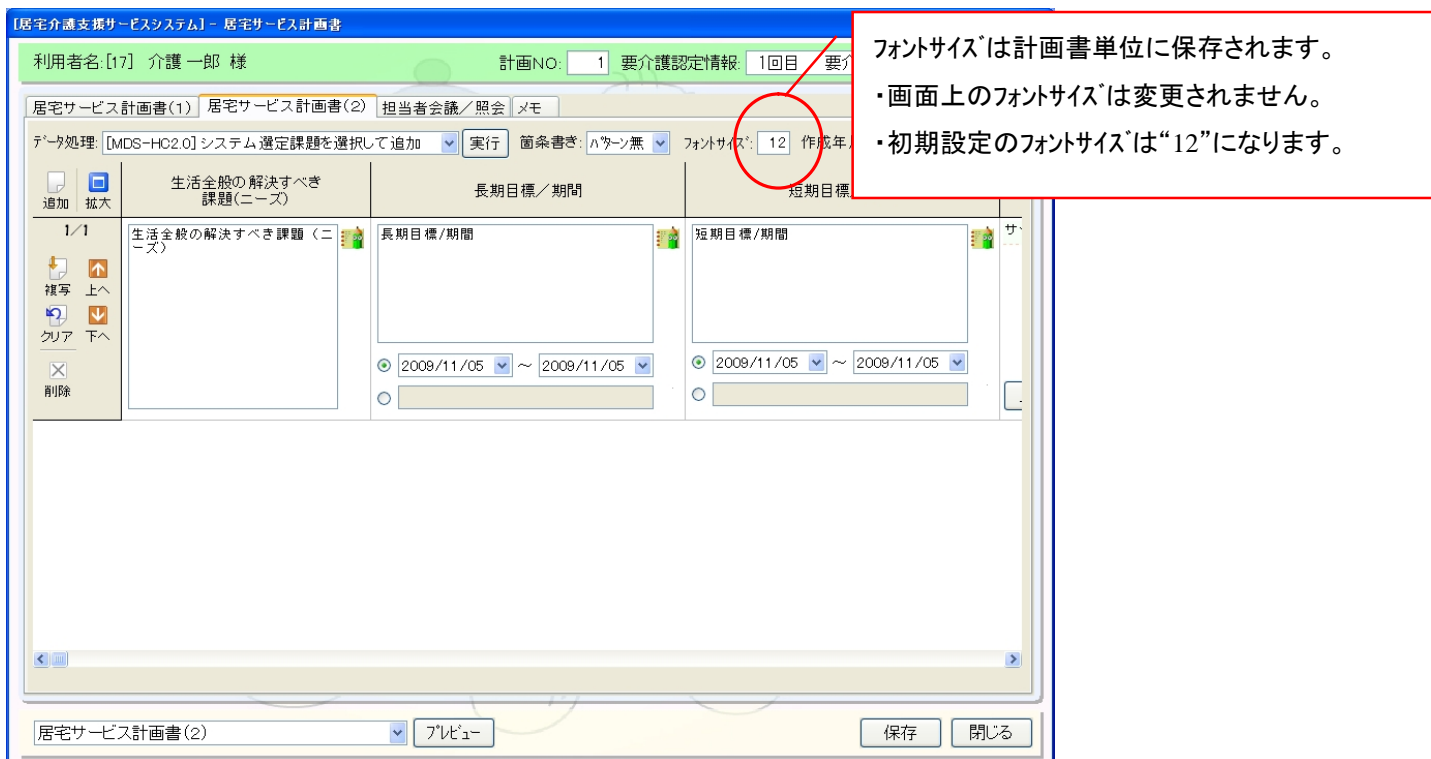 [居宅介護支援サービスシステム] - 居宅サービス計画書
利用者名:[17] 介護 一郎 様 計画NO: 1 要介護認定情報: 1回目
フォントサイズは計画書単位に保存されます。
・画面上のフォントサイズは変更されません。
・初期設定のフォントサイズは“12”になります。
居宅サービス計画書(1) 居宅サービス計画書(2) 担当者会議/照会 メモ
データ処理: [MDS-HC2.0]システム選定課題を選択して追加 実行 箇条書き: パターン無 フォントサイズ: 12
追加 拡大
生活全般の解決すべき
課題(ニーズ)
長期目標/期間
短期目標
1/1
生活全般の解決すべき課題(ニ
ーズ)
長期目標/期間
短期目標/期間
複写 上へ
クリア 下へ
削除
2009/11/05 ~ 2009/11/05
2009/11/05 ~ 2009/11/05
居宅サービス計画書(2) プレビュー 保存 閉じる